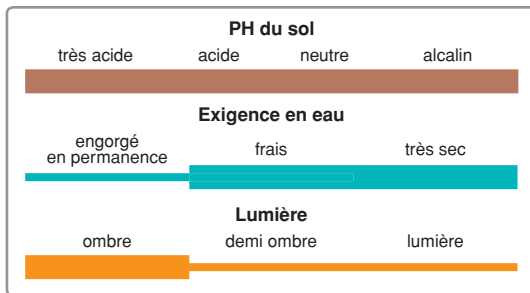 PH du sol
très acide acide neutre alcalin
Exigence en eau
engorgé
en permanence frais très sec
Lumière
ombre demi ombre lumière